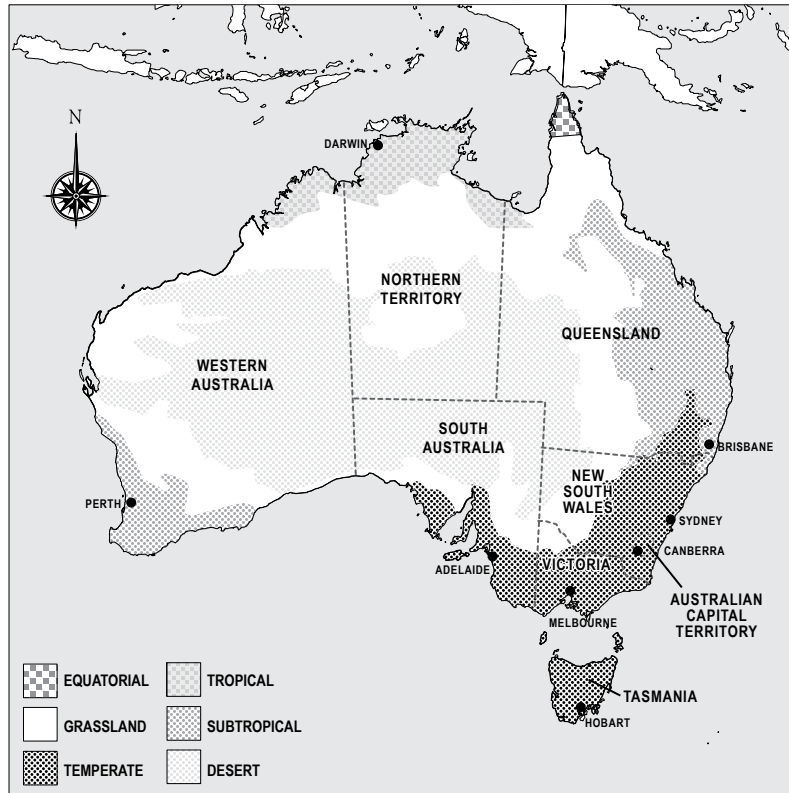 N
DARWIN
NORTHERN
TERRITORY
QUEENSLAND
WESTERN
AUSTRALIA
SOUTH
AUSTRALIA
BRISBANE
NEW
SOUTH
WALES
PERTH
SYDNEY
CANBERRA
ADELAIDE
VICTORIA
AUSTRALIAN
CAPITAL
TERRITORY
MELBOURNE
TASMANIA
HOBART
EQUATORIAL
TROPICAL
GRASSLAND
SUBTROPICAL
TEMPERATE
DESERT